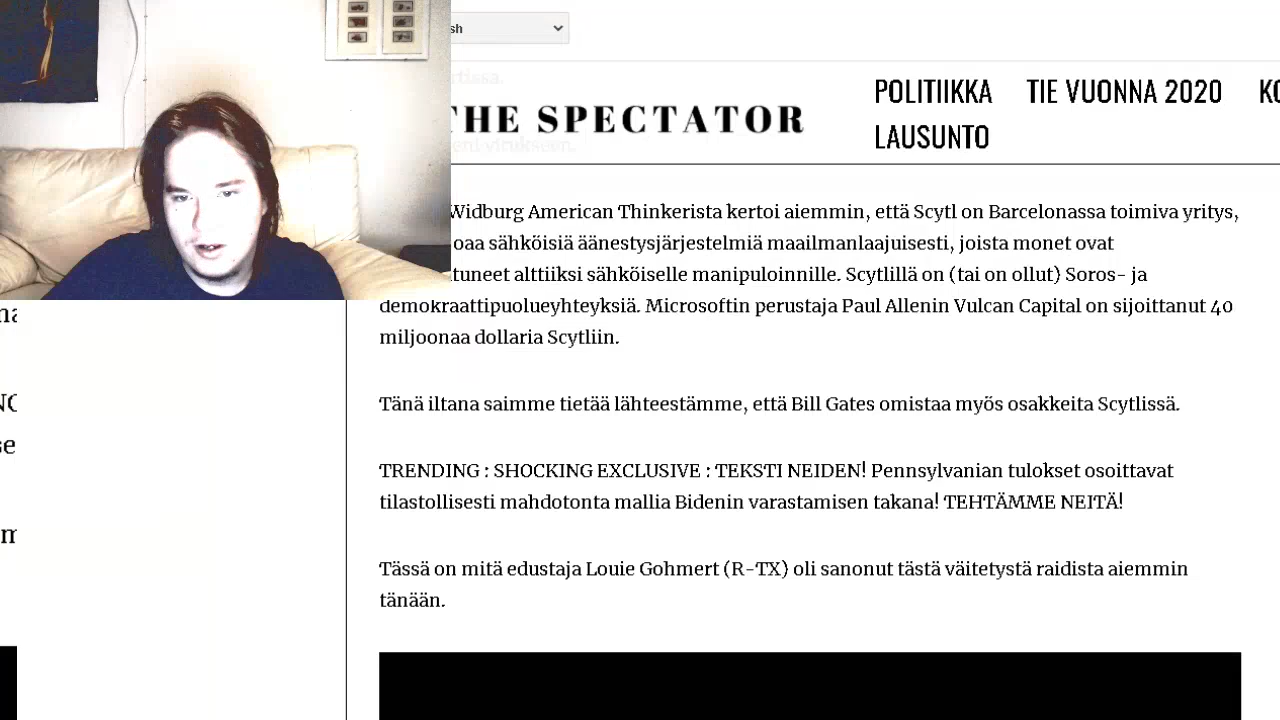 sh
THE SPECTATOR
POLITIIKKA
TIE VUONNA 2020
LAUSUNTO
Widburg American Thinkerista kertoi aiemmin, että Scytl on Barcelonassa toimiva yritys,
oaa sähköisiä äänestysjärjestelmiä maailmanlaajuisesti, joista monet ovat
tuneet alttiiksi sähköiselle manipuloinnille. Scytlillä on (tai on ollut) Soros- ja
demokraattipuolueyhteyksiä. Microsoftin perustaja Paul Allenin Vulcan Capital on sijoittanut 40
miljoonaa dollaria Scytliin.
Tänä iltana saimme tietää lähteestämme, että Bill Gates omistaa myös osakkeita Scytlissä.
TRENDING : SHOCKING EXCLUSIVE : TEKSTI NEIDEN! Pennsylvanian tulokset osoittavat
tilastollisesti mahdotonta mallia Bidenin varastamisen takana! TEHTÄMME NEITÄ!
Tässä on mitä edustaja Louie Gohmert (R-TX) oli sanonut tästä väitetystä raidista aiemmin
tänään.